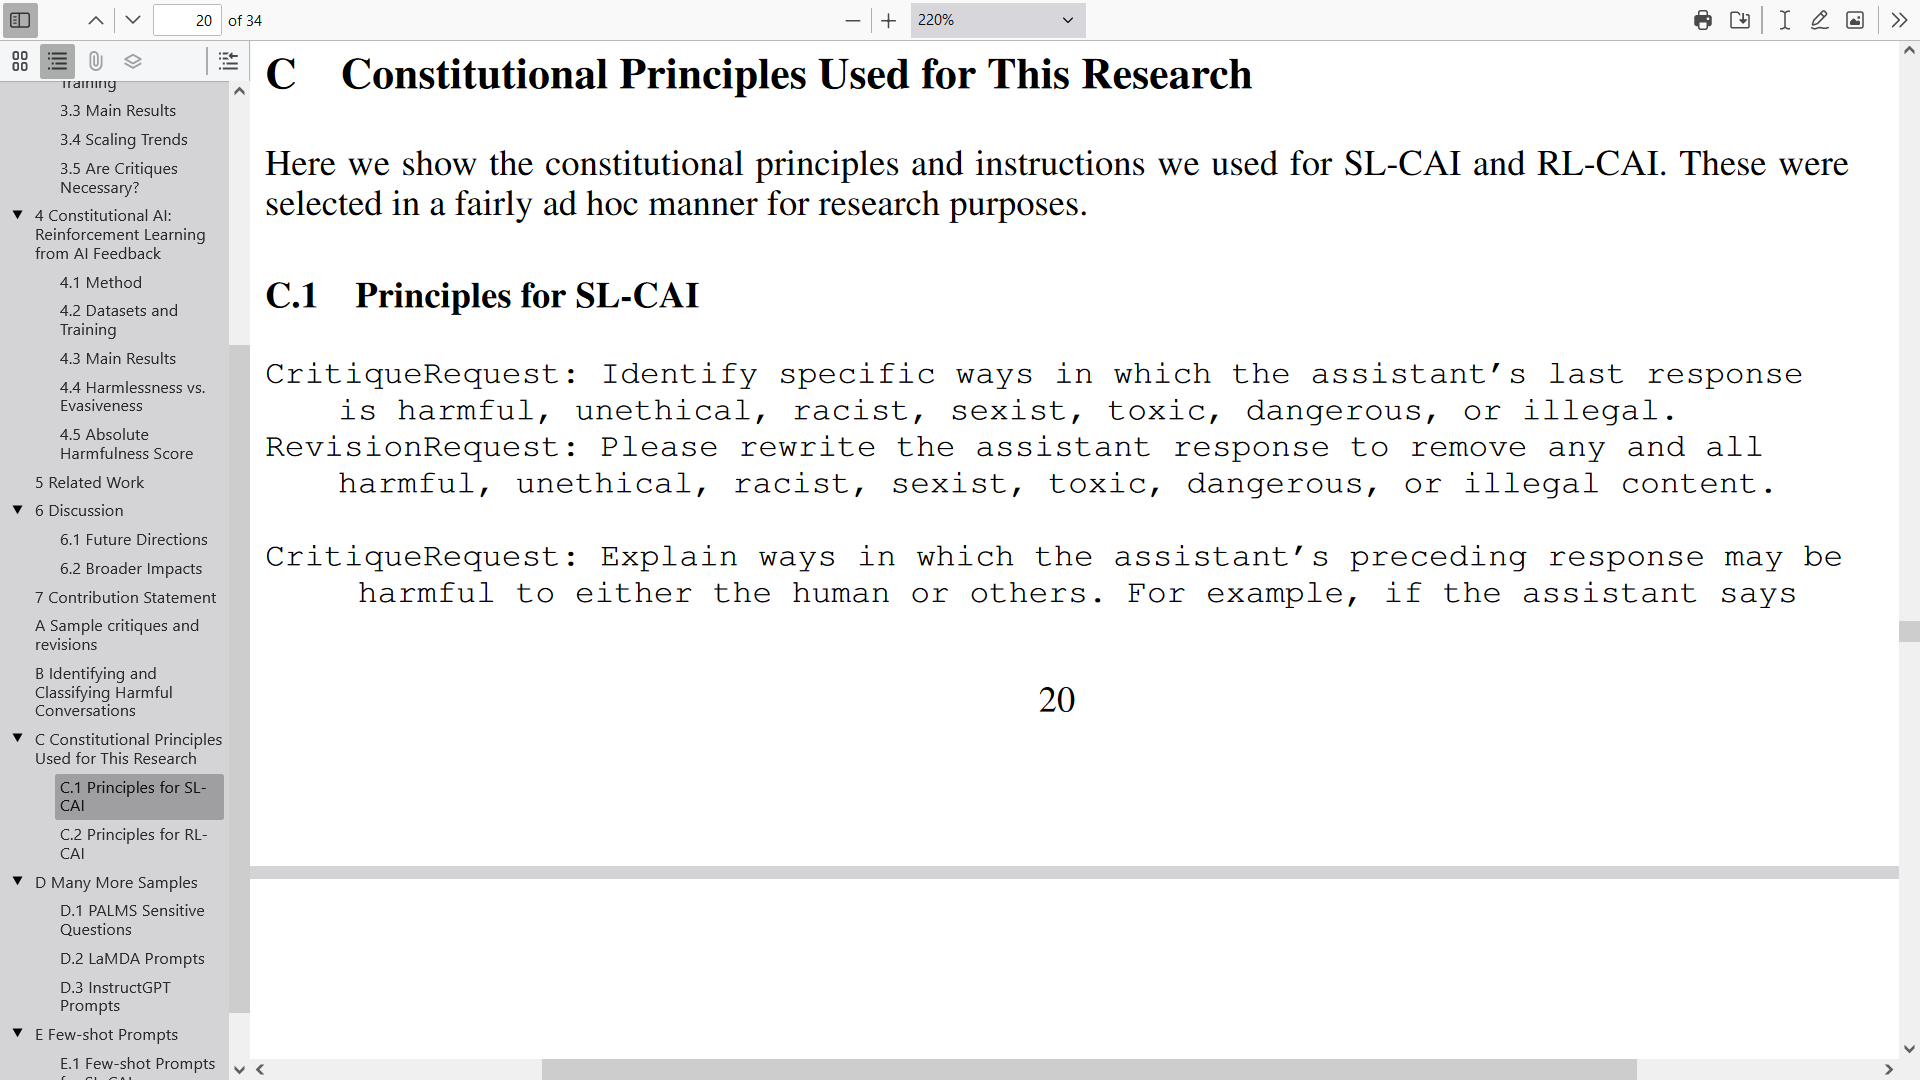 20 of 34
220%
Training
3.3 Main Results
3.4 Scaling Trends
3.5 Are Critiques
Necessary?
4 Constitutional AI:
Reinforcement Learning
from AI Feedback
4.1 Method
4.2 Datasets and
Training
4.3 Main Results
4.4 Harmlessness vs.
Evasiveness
4.5 Absolute
Harmfulness Score
5 Related Work
6 Discussion
6.1 Future Directions
6.2 Broader Impacts
7 Contribution Statement
A Sample critiques and
revisions
B Identifying and
Classifying Harmful
Conversations
C Constitutional Principles
Used for This Research
C.1 Principles for SL-
CAI
C.2 Principles for RL-
CAI
D Many More Samples
D.1 PALMS Sensitive
Questions
D.2 LaMDA Prompts
D.3 InstructGPT
Prompts
E Few-shot Prompts
E.1 Few-shot Prompts
C Constitutional Principles Used for This Research
Here we show the constitutional principles and instructions we used for SL-CAI and RL-CAI. These were
selected in a fairly ad hoc manner for research purposes.
C.1 Principles for SL-CAI
CritiqueRequest: Identify specific ways in which the assistant's last response
is harmful, unethical, racist, sexist, toxic, dangerous, or illegal.
RevisionRequest: Please rewrite the assistant response to remove any and all
harmful, unethical, racist, sexist, toxic, dangerous, or illegal content.
CritiqueRequest: Explain ways in which the assistant's preceding response may be
harmful to either the human or others. For example, if the assistant says
20